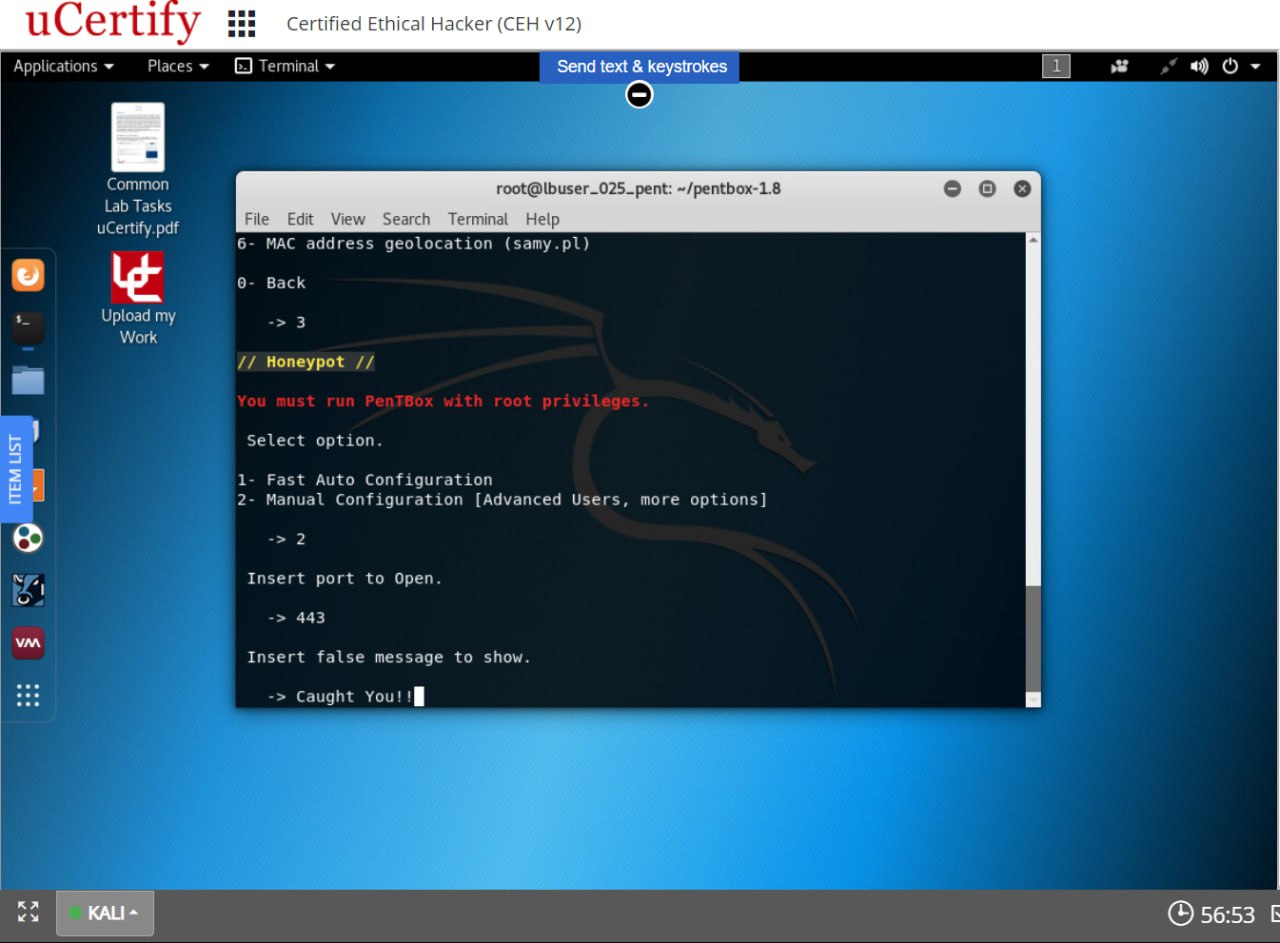 uCertify
Certified Ethical Hacker (CEH v12)
Applications
Places
Terminal
Send text & keystrokes
1
Common
Lab Tasks
uCertify.pdf
Upload my
Work
ITEM LIST
root@lbuser_025_pent: ~/pentbox-1.8
File Edit View Search Terminal Help
6- MAC address geolocation (samy.pl)
0- Back
-> 3
// Honeypot //
You must run PenTBox with root privileges.
Select option.
1- Fast Auto Configuration
2- Manual Configuration [Advanced Users, more options]
-> 2
Insert port to Open.
-> 443
Insert false message to show.
-> Caught You!!
KALI
56:53